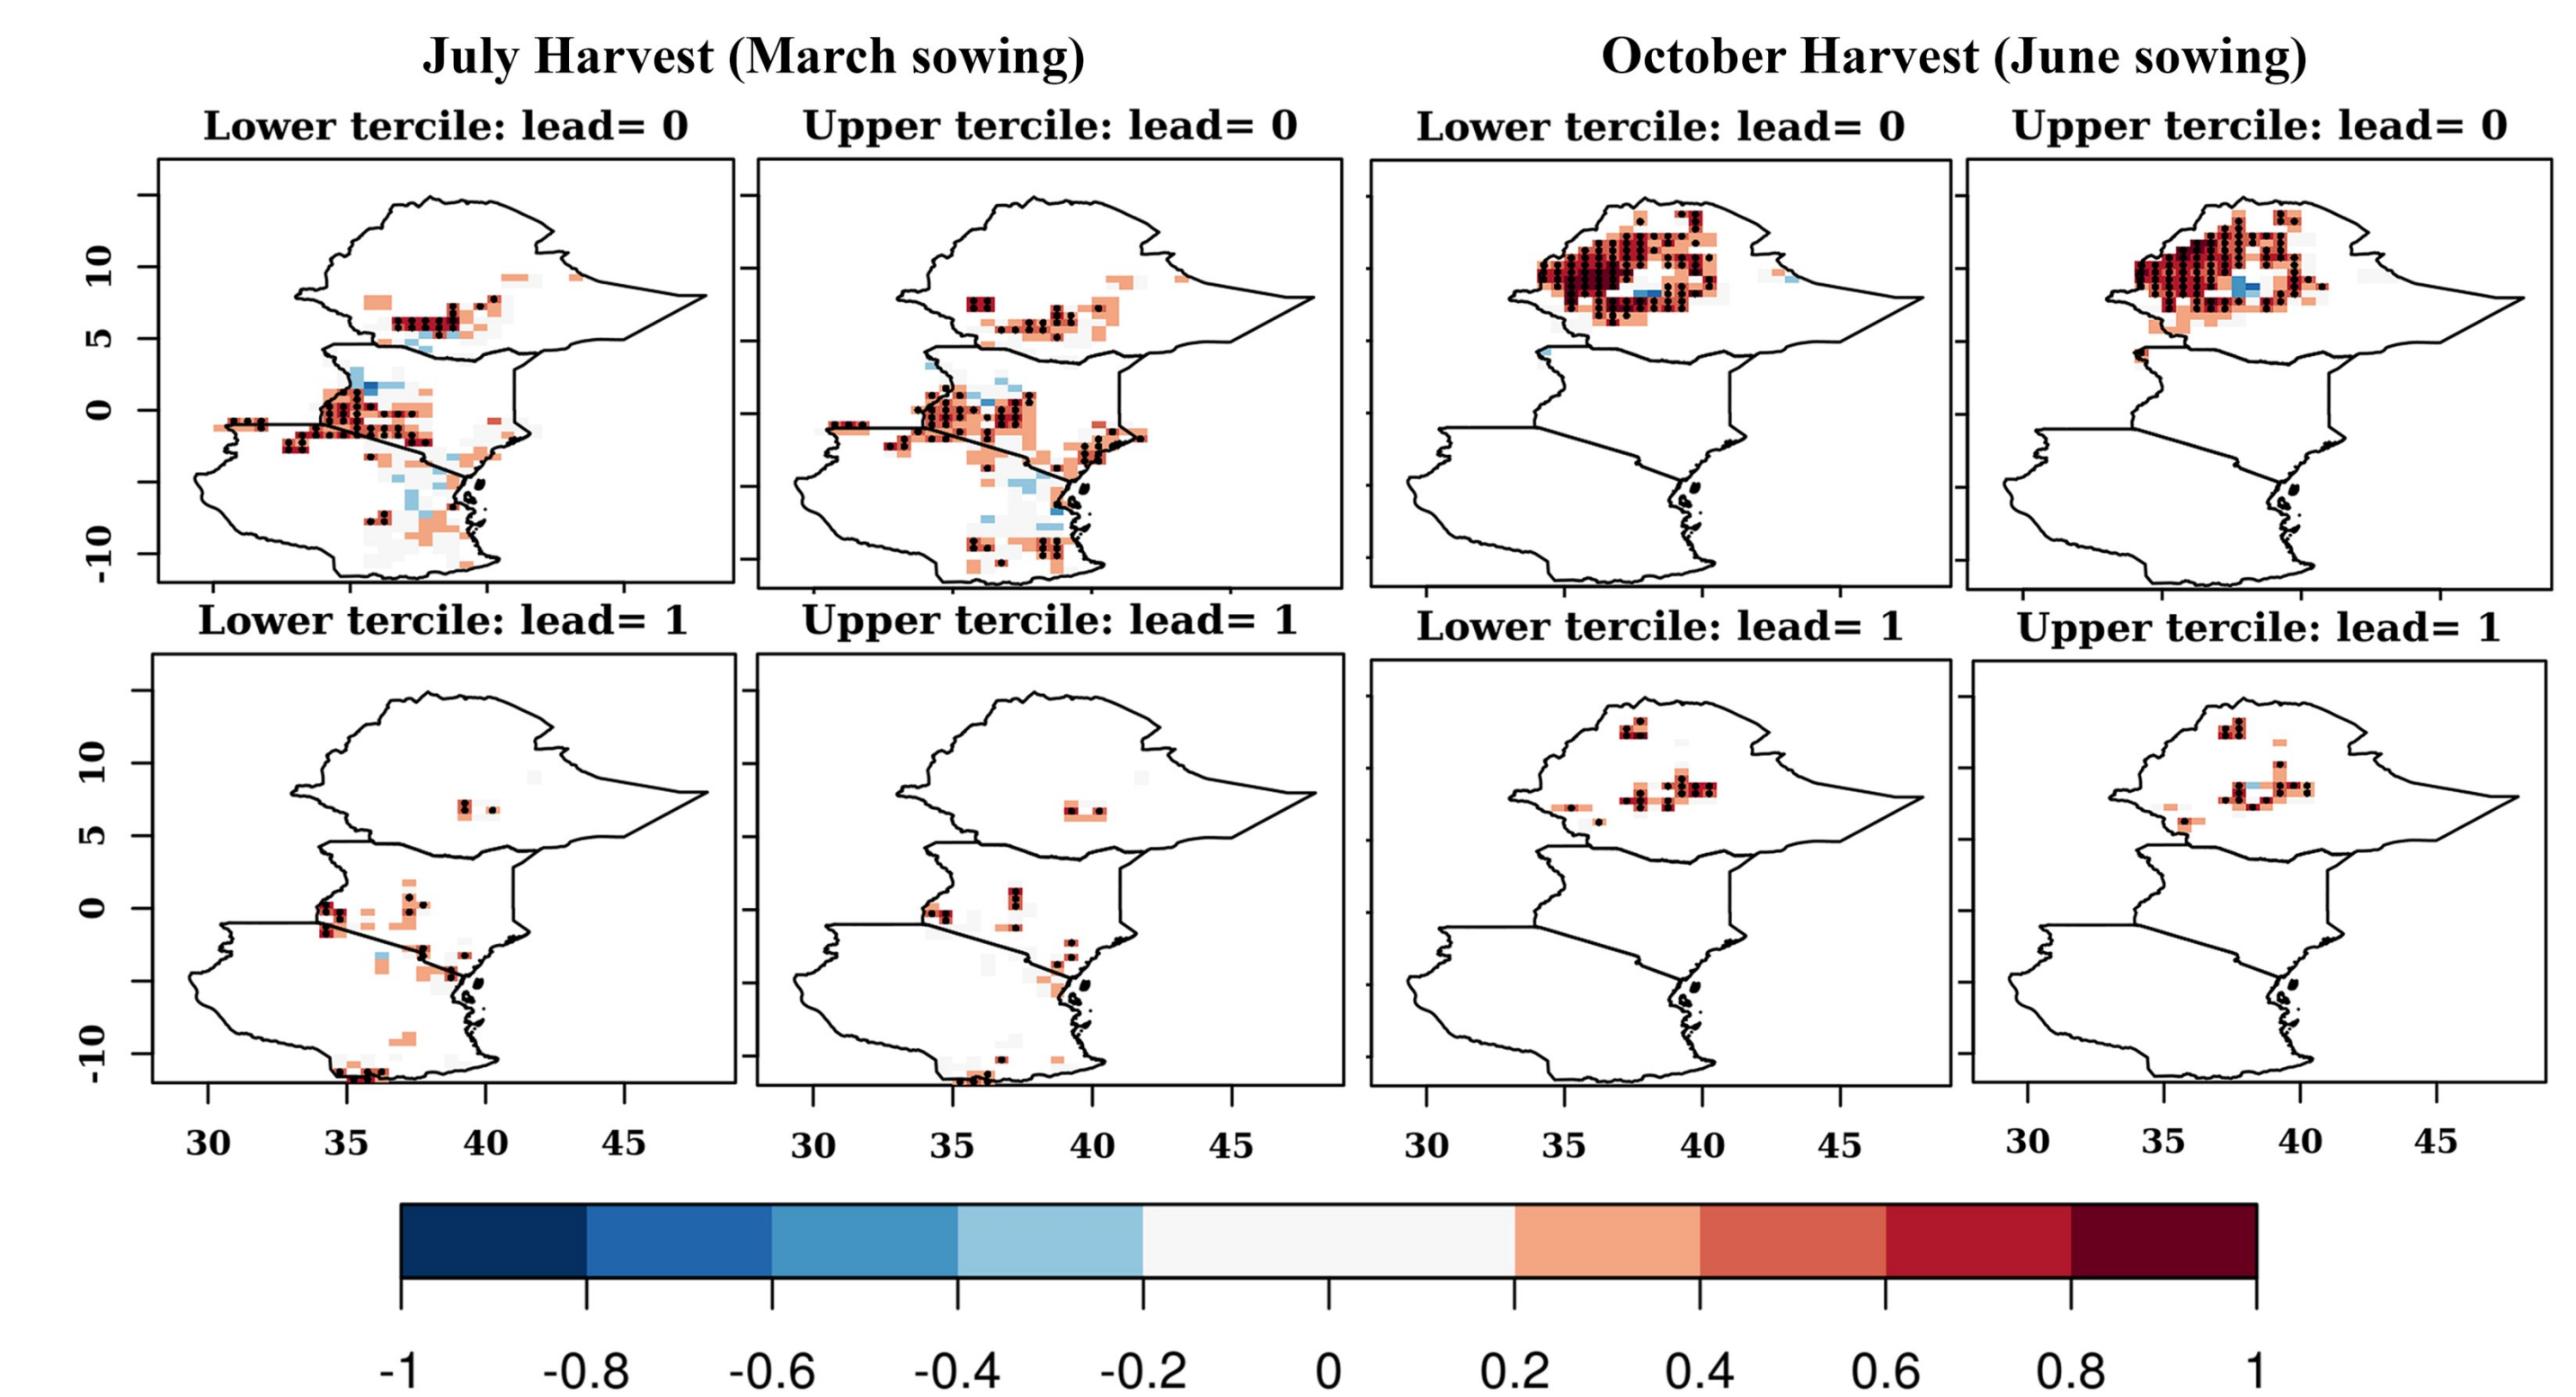 July Harvest (March sowing) October Harvest (June sowing)
Lower tercile: lead= 0 Upper tercile: lead= 0 Lower tercile: lead= 0 Upper tercile: lead= 0
10
5
0
-10
Lower tercile: lead= 1 Upper tercile: lead= 1 Lower tercile: lead= 1 Upper tercile: lead= 1
10
5
0
-10
30 35 40 45 30 35 40 45 30 35 40 45 30 35 40 45
-1 -0.8 -0.6 -0.4 -0.2 0 0.2 0.4 0.6 0.8 1